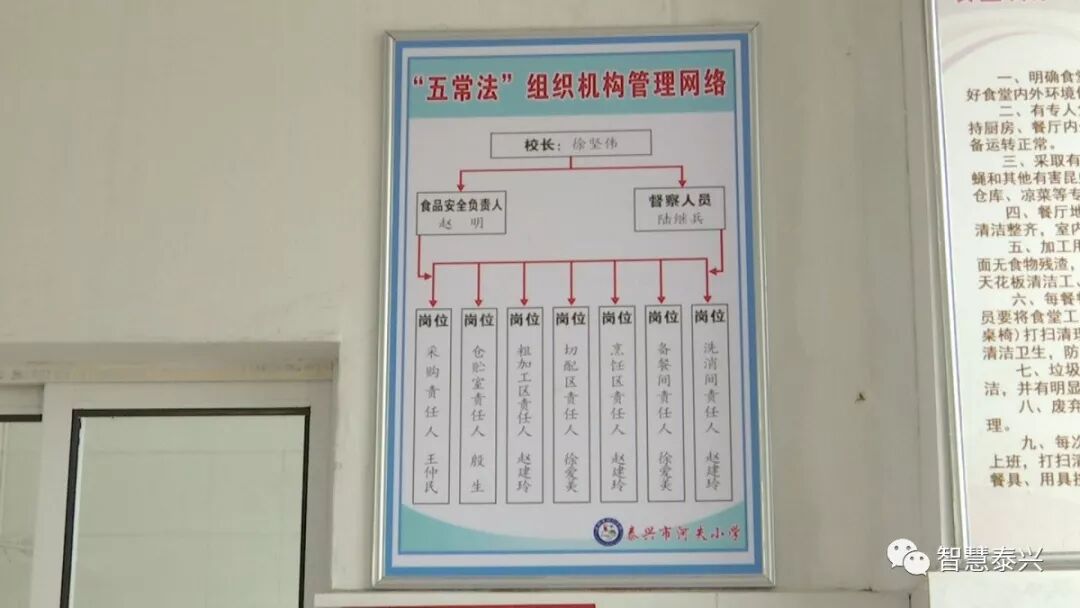 “五常法”组织机构管理网络
校长：徐坚伟
食品安全负责人
赵 明
督察人员
陆继兵
岗位
采购责任人 王仲民
岗位
仓贮室责任人 殷生
岗位
粗加工区责任人 赵建玲
岗位
切配区责任人 徐爱美
岗位
烹饪区责任人 赵建玲
岗位
备餐间责任人 徐爱美
岗位
洗消间责任人 赵建玲
泰兴市河失小学
一、明确食堂
好食堂内外环境
二、有专人
持厨房、餐厅内
备运转正常。
三、采取有
蝇和其他有害昆
仓库、凉菜等专
四、餐厅地
清洁整齐，室内
五、加工用
面无食物残渣，
天花板清洁工、
六、每餐
员要将食堂工
桌椅）打扫清理
清洁卫生，防
七、垃圾
洁，并有明显
八、废弃
理。
九、每次
上班，打扫清
餐具、用具
智慧泰兴